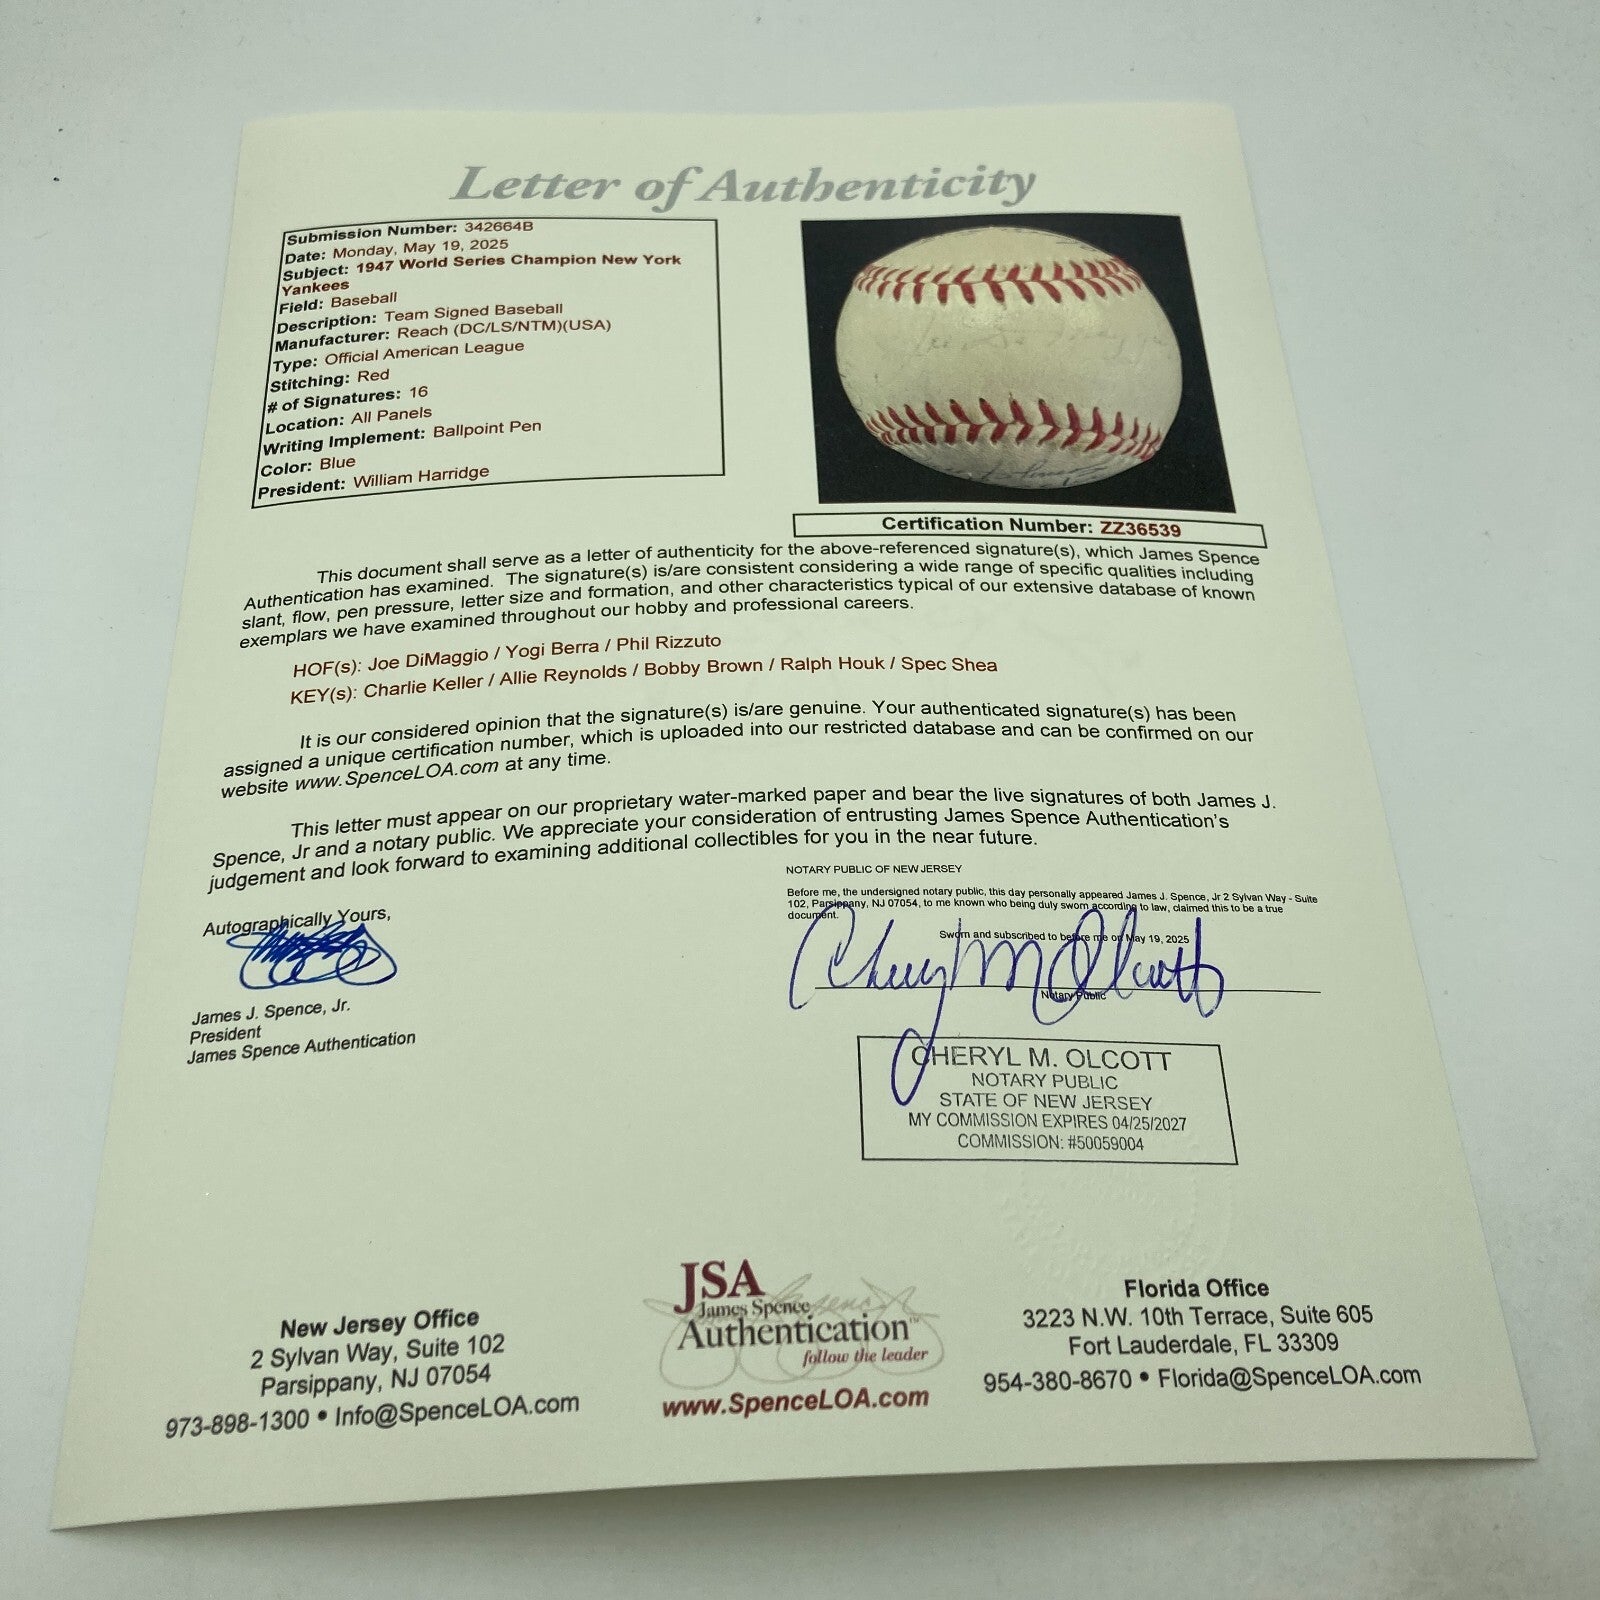 Letter of Authenticity
Submission Number: 342664B
Date: Monday, May 19, 2025
Subject: 1947 World Series Champion New York
Yankees
Field: Baseball
Description: Team Signed Baseball
Manufacturer: Reach (DC/LS/NTM)(USA)
Type: Official American League
Stitching: Red
# of Signatures: 16
Location: All Panels
Writing Implement: Ballpoint Pen
Color: Blue
President: William Harridge
Certification Number: ZZ36539
This document shall serve as a letter of authenticity for the above-referenced signature(s), which James Spence
Authentication has examined. The signature(s) is/are consistent considering a wide range of specific qualities including
slant, flow, pen pressure, letter size and formation, and other characteristics typical of our extensive database of known
exemplars we have examined throughout our hobby and professional careers.
HOF(s): Joe DiMaggio / Yogi Berra / Phil Rizzuto
KEY(s): Charlie Keller / Allie Reynolds / Bobby Brown / Ralph Houk / Spec Shea
It is our considered opinion that the signature(s) is/are genuine. Your authenticated signature(s) has been
assigned a unique certification number, which is uploaded into our restricted database and can be confirmed on our
website www.SpenceLOA.com at any time.
This letter must appear on our proprietary water-marked paper and bear the live signatures of both James J.
Spence, Jr and a notary public. We appreciate your consideration of entrusting James Spence Authentication's
judgement and look forward to examining additional collectibles for you in the near future.
Autographically Yours,
James J. Spence, Jr.
President
James Spence Authentication
NOTARY PUBLIC OF NEW JERSEY
Before me, the undersigned notary public, this day personally appeared James J. Spence, Jr 2 Sylvan Way - Suite
102, Parsippany, NJ 07054, to me known who being duly sworn according to law, claimed this to be a true
document.
Sworn and subscribed to before me on May 19, 2025
Cheryl M Olcott
Notary Public
CHERYL M. OLCOTT
NOTARY PUBLIC
STATE OF NEW JERSEY
MY COMMISSION EXPIRES 04/25/2027
COMMISSION: #50059004
New Jersey Office
2 Sylvan Way, Suite 102
Parsippany, NJ 07054
973-898-1300 • Info@SpenceLOA.com
JSA
James Spence
Authentication™
follow the leader
www.SpenceLOA.com
Florida Office
3223 N.W. 10th Terrace, Suite 605
Fort Lauderdale, FL 33309
954-380-8670 • Florida@SpenceLOA.com